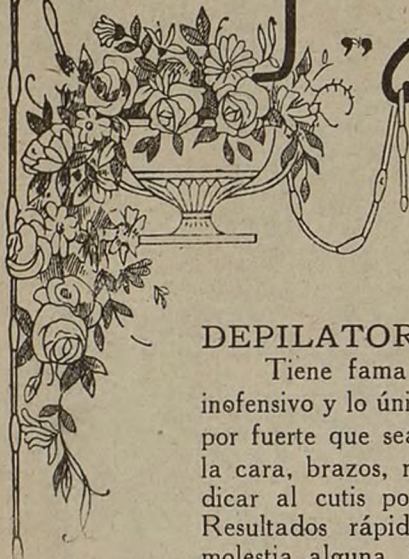 DEPILATOR
Tiene fama
inofensivo y lo úni
por fuerte que sea
la cara, brazos,
dicar al cutis po
Resultados rápid
molestia alguna